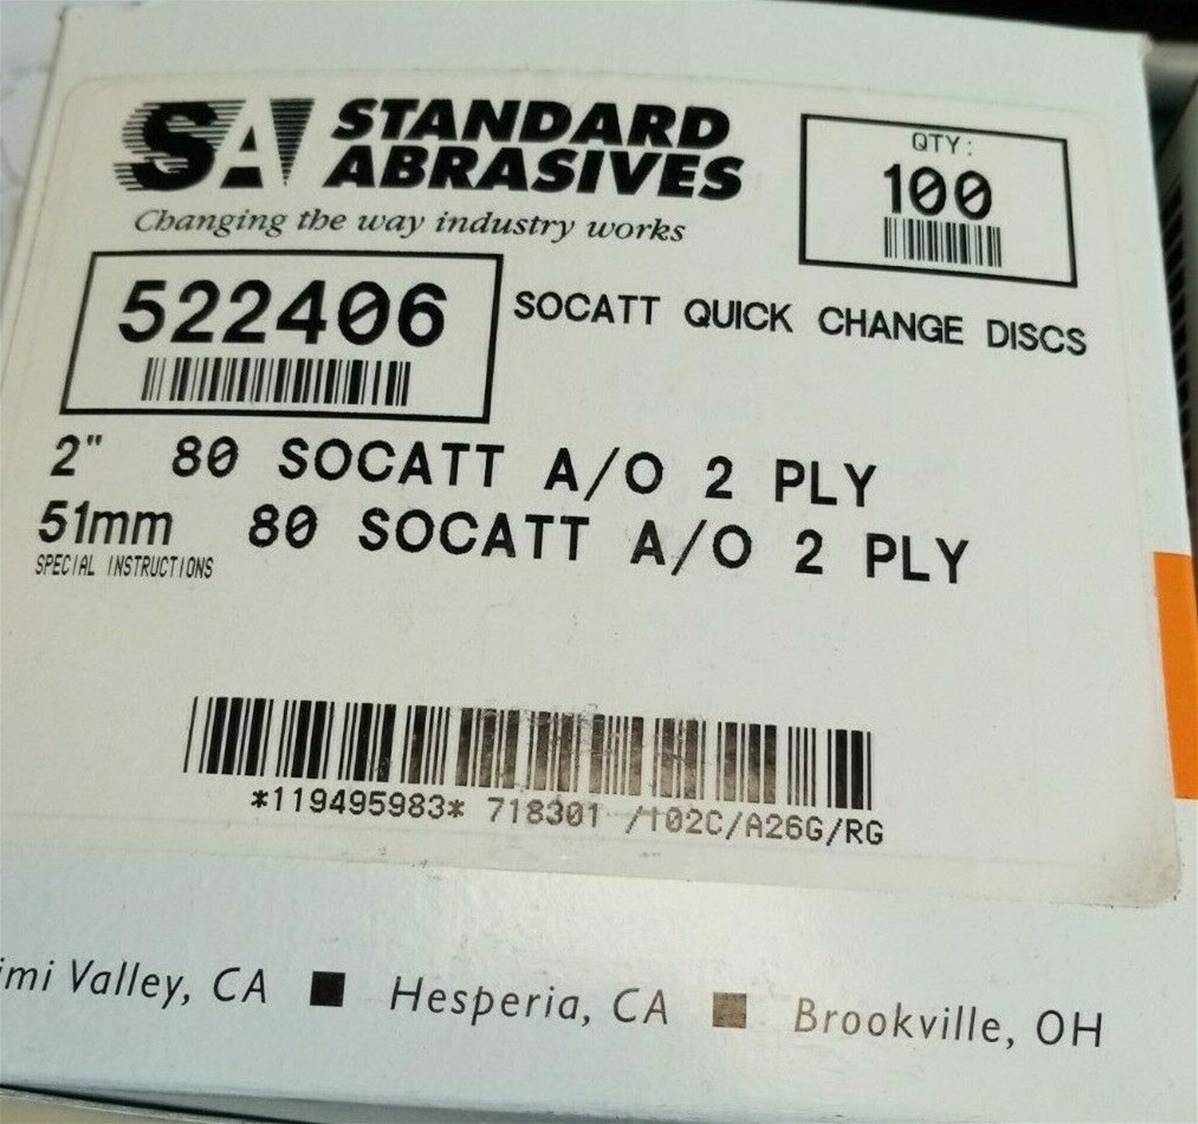 SA STANDARD
ABRASIVES
Changing the way industry works
QTY:
100
522406
SOCATT QUICK CHANGE DISCS
2" 80 SOCATT A/O 2 PLY
51mm 80 SOCATT A/O 2 PLY
SPECIAL INSTRUCTIONS
*119495983* 718301 /102C/A26G/RG
imi Valley, CA ■ Hesperia, CA ■ Brookville, OH